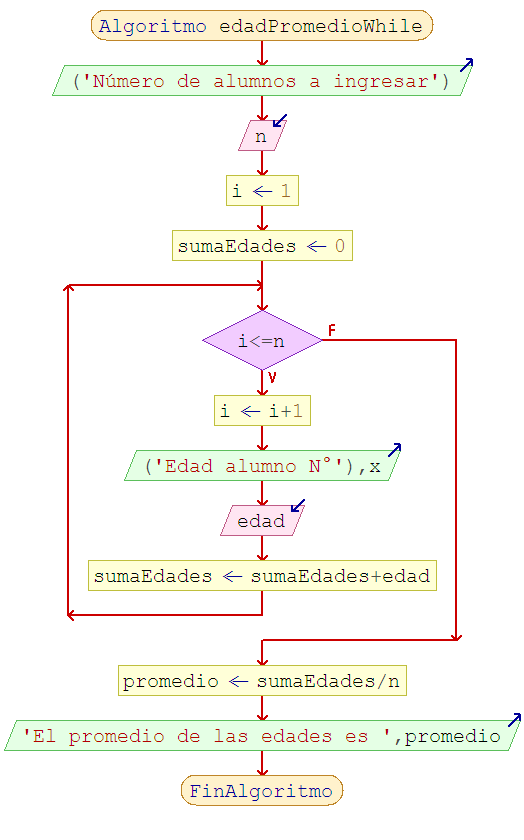 Algoritmo edadPromedioWhile
('Número de alumnos a ingresar')
n
i ← 1
sumaEdades ← 0
i<=n
F
V
i ← i+1
('Edad alumno N°'),x
edad
sumaEdades ← sumaEdades+edad
promedio ← sumaEdades/n
'El promedio de las edades es ',promedio
FinAlgoritmo